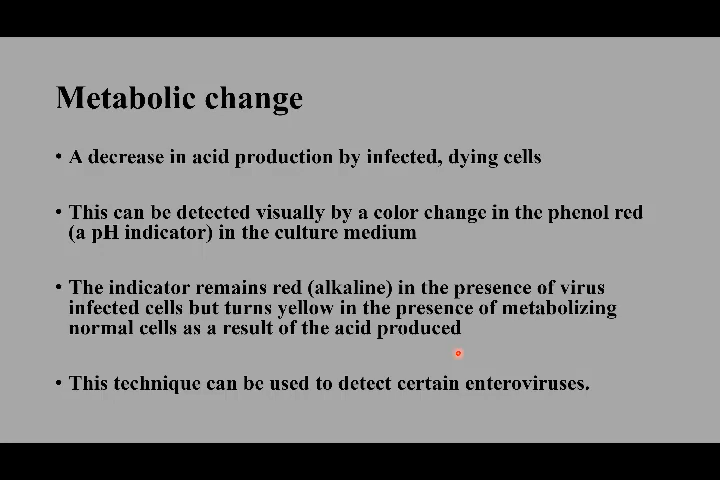 Metabolic change
• A decrease in acid production by infected, dying cells
• This can be detected visually by a color change in the phenol red
(a pH indicator) in the culture medium
• The indicator remains red (alkaline) in the presence of virus
infected cells but turns yellow in the presence of metabolizing
normal cells as a result of the acid produced
• This technique can be used to detect certain enteroviruses.